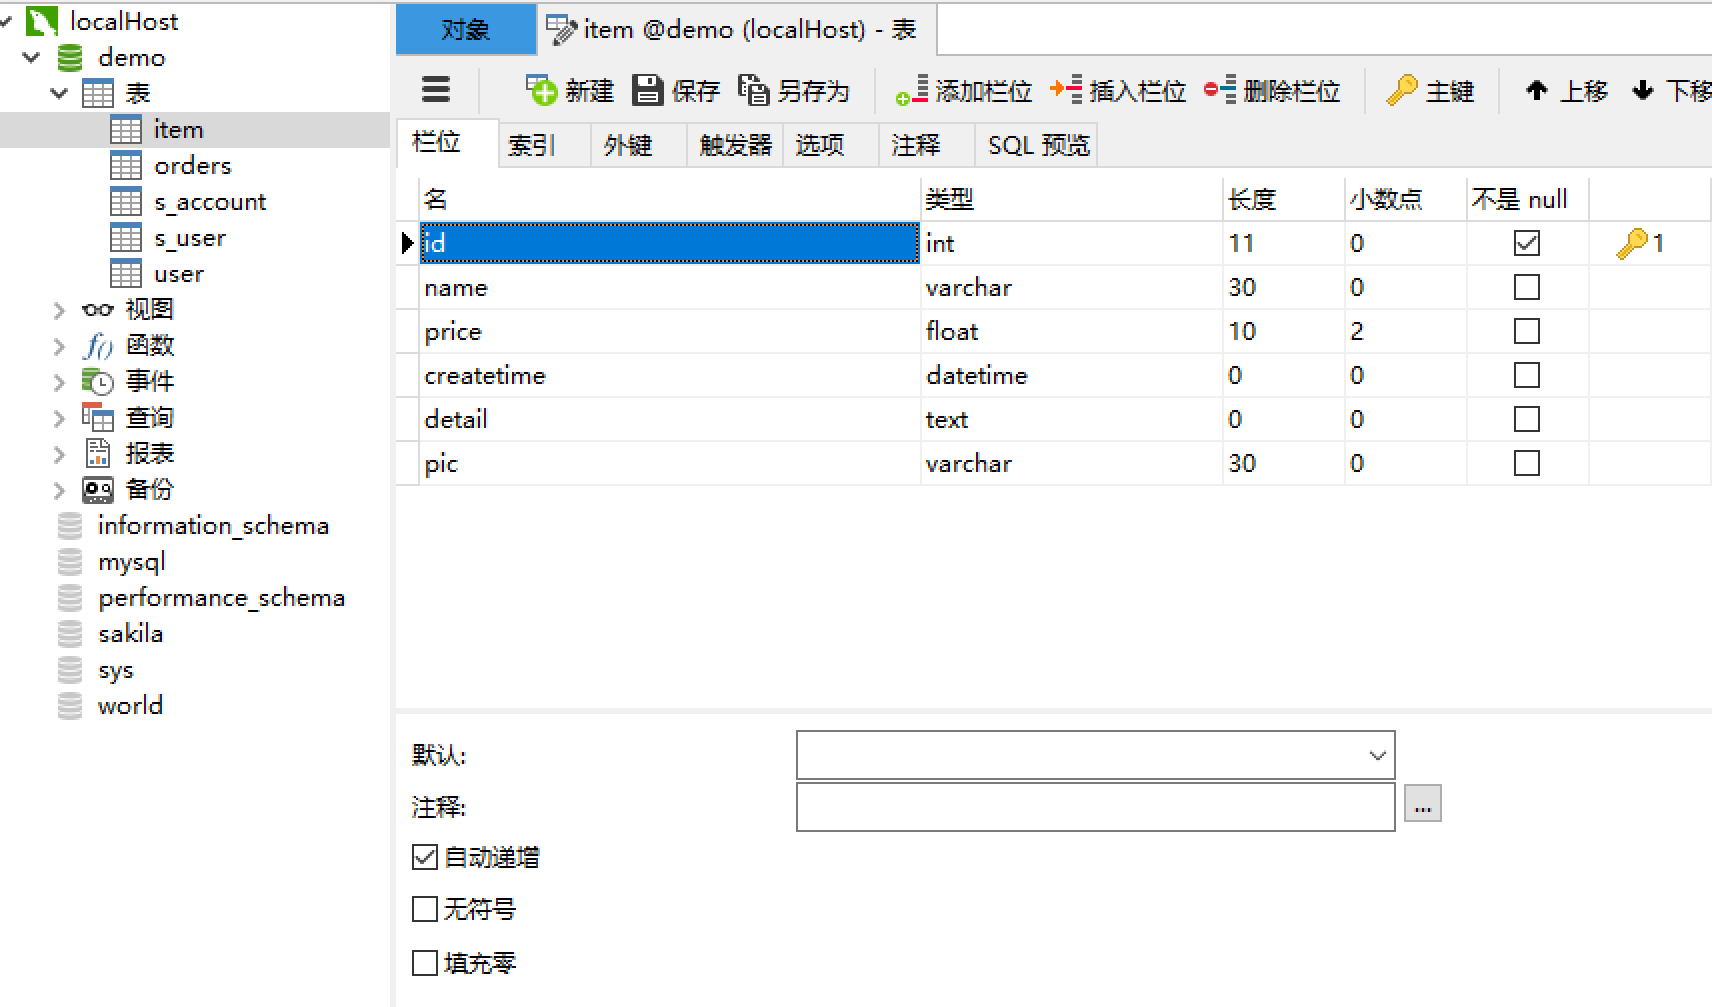 localHost
demo
表
item
orders
s_account
s_user
user
视图
函数
事件
查询
报表
备份
information_schema
mysql
performance_schema
sakila
sys
world
对象 item @demo (localHost) - 表
新建 保存 另存为 添加栏位 插入栏位 删除栏位 主键 上移 下移
栏位 索引 外键 触发器 选项 注释 SQL 预览
名 类型 长度 小数点 不是 null
id int 11 0 1
name varchar 30 0
price float 10 2
createtime datetime 0 0
detail text 0 0
pic varchar 30 0
默认:
注释: ...
自动递增
无符号
填充零